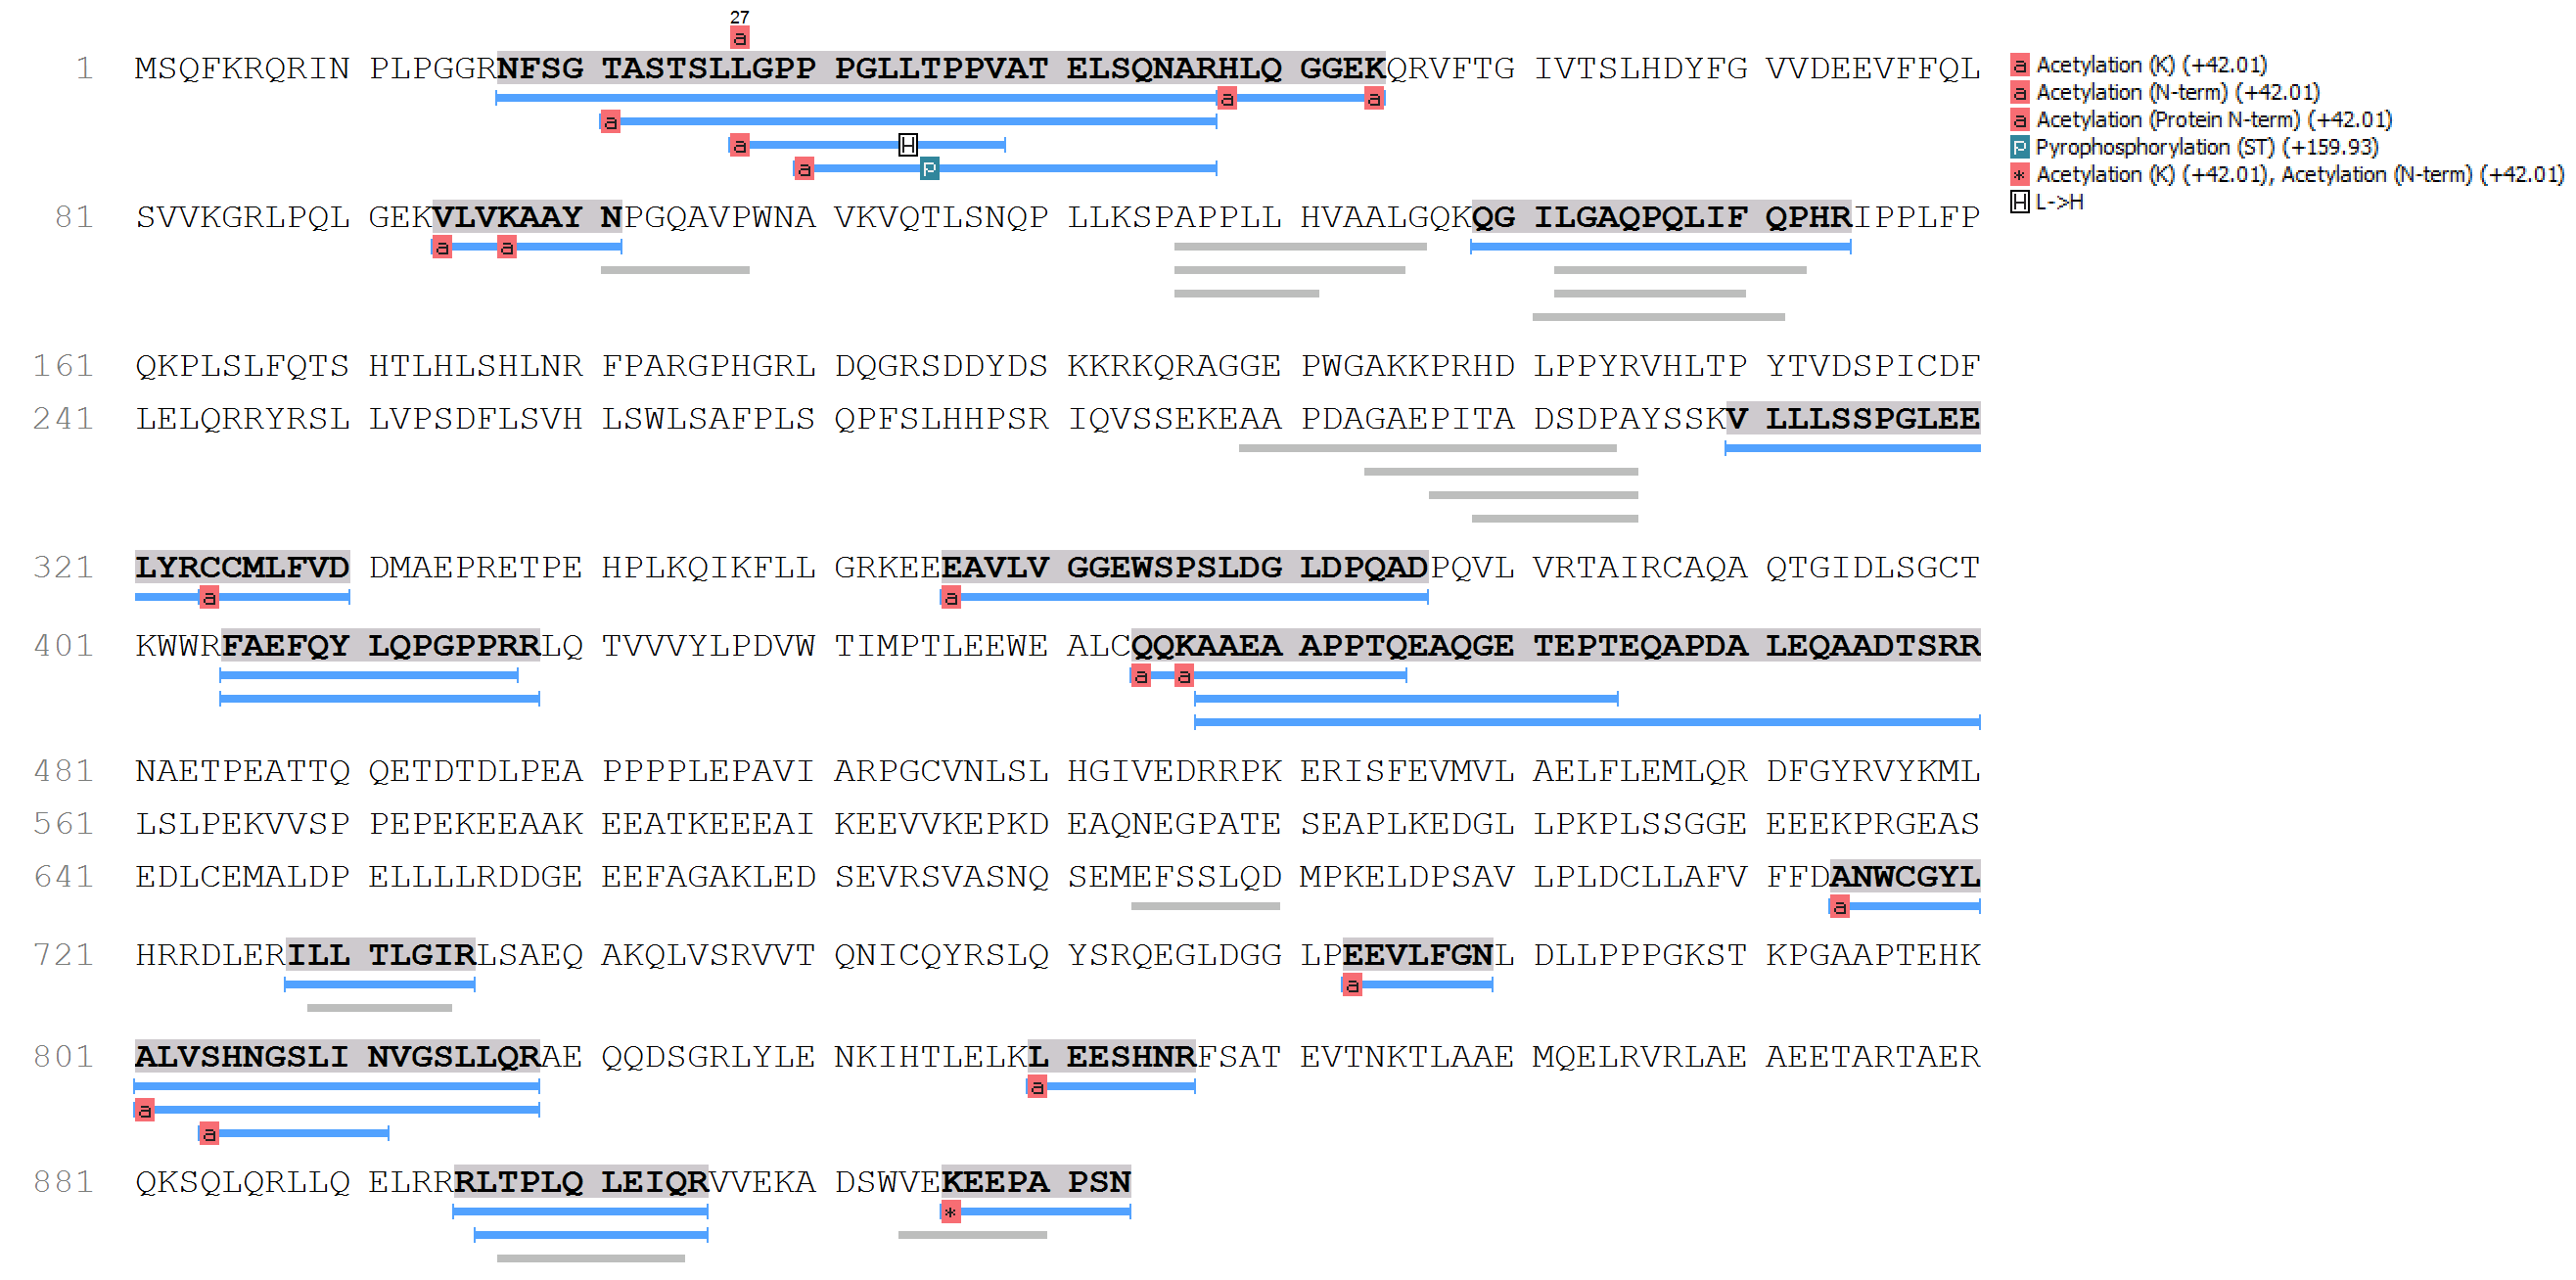 27
a
1 MSQFKRQRIN PLPGGRNFSG TASTSLLGPP PGLLTPPVAT ELSQNARHLQ GGEKQRVFTG IVTSLHDYFG VVDEEVFFQL
a a
a
a H
a p
81 SVVKGRLPQL GEKVLVKAAY NPGQAVPWNA VKVQTLSNQP LLKSPAPPLL HVAALGQKQG ILGAQPQLIF QPHRIPPLFP
a a
161 QKPLSLFQTS HTLHLSHLNR FPARGPHGRL DQGRSDDYDS KKRKQRAGGE PWGAKKPRHD LPPYRVHLTP YTVDSPICDF
241 LELQRRYRSL LVPSDFLSVH LSWLSAFPLS QPFSLHHPSR IQVSSEKEAA PDAGAEPITA DSDPAYSSKV LLLSSPGLEE
321 LYRCCMLFVD DMAEPRETPE HPLKQIKFLL GRKEEEAVLV GGEWSPSLDG LDPQADPQVL VRTAIRCAQA QTGIDLSGCT
a a
401 KWWRFAEFQY LQPGPPRRLQ TVVVYLPDVW TIMPTLEEWE ALCQQKAAEA APPTQEAQGE TEPTEQAPDA LEQAADTSRR
a a
481 NAETPEATTQ QETDTDLPEA PPPPLEPAVI ARPGCVNLSL HGIVEDRRPK ERISFEVMVL AELFLEMLQR DFGYRVYKML
561 LSLPEKVVSP PEPEKEEAAK EEATKEEEAI KEEVVKEPKD EAQNEGPATE SEAPLKEDGL LPKPLSSGGE EEEKPRGEAS
641 EDLCEMALDP ELLLLRDDGE EEFAGAKLED SEVRSVASNQ SEMEFSSLQD MPKELDPSAV LPLDCLLAFV FFDANWCGYL
a
721 HRRDLERILL TLGIRLSAEQ AKQLVSRVVT QNICQYRSLQ YSRQEGLDGG LPEEVLFGNL DLLPPPGKST KPGAAPTEHK
a
801 ALVSHNGSLI NVGSLLQRAE QQDSGRLYLE NKIHTLELKL EESHNRFSAT EVTNKTLAAE MQELRVRLAE AEETARTAER
a
a
a
881 QKSQLQRLLQ ELRRRLTPLQ LEIQRVVEKA DSWVEKEEPA PSN
*
a Acetylation (K) (+42.01)
a Acetylation (N-term) (+42.01)
a Acetylation (Protein N-term) (+42.01)
p Pyrophosphorylation (ST) (+159.93)
* Acetylation (K) (+42.01), Acetylation (N-term) (+42.01)
H L->H